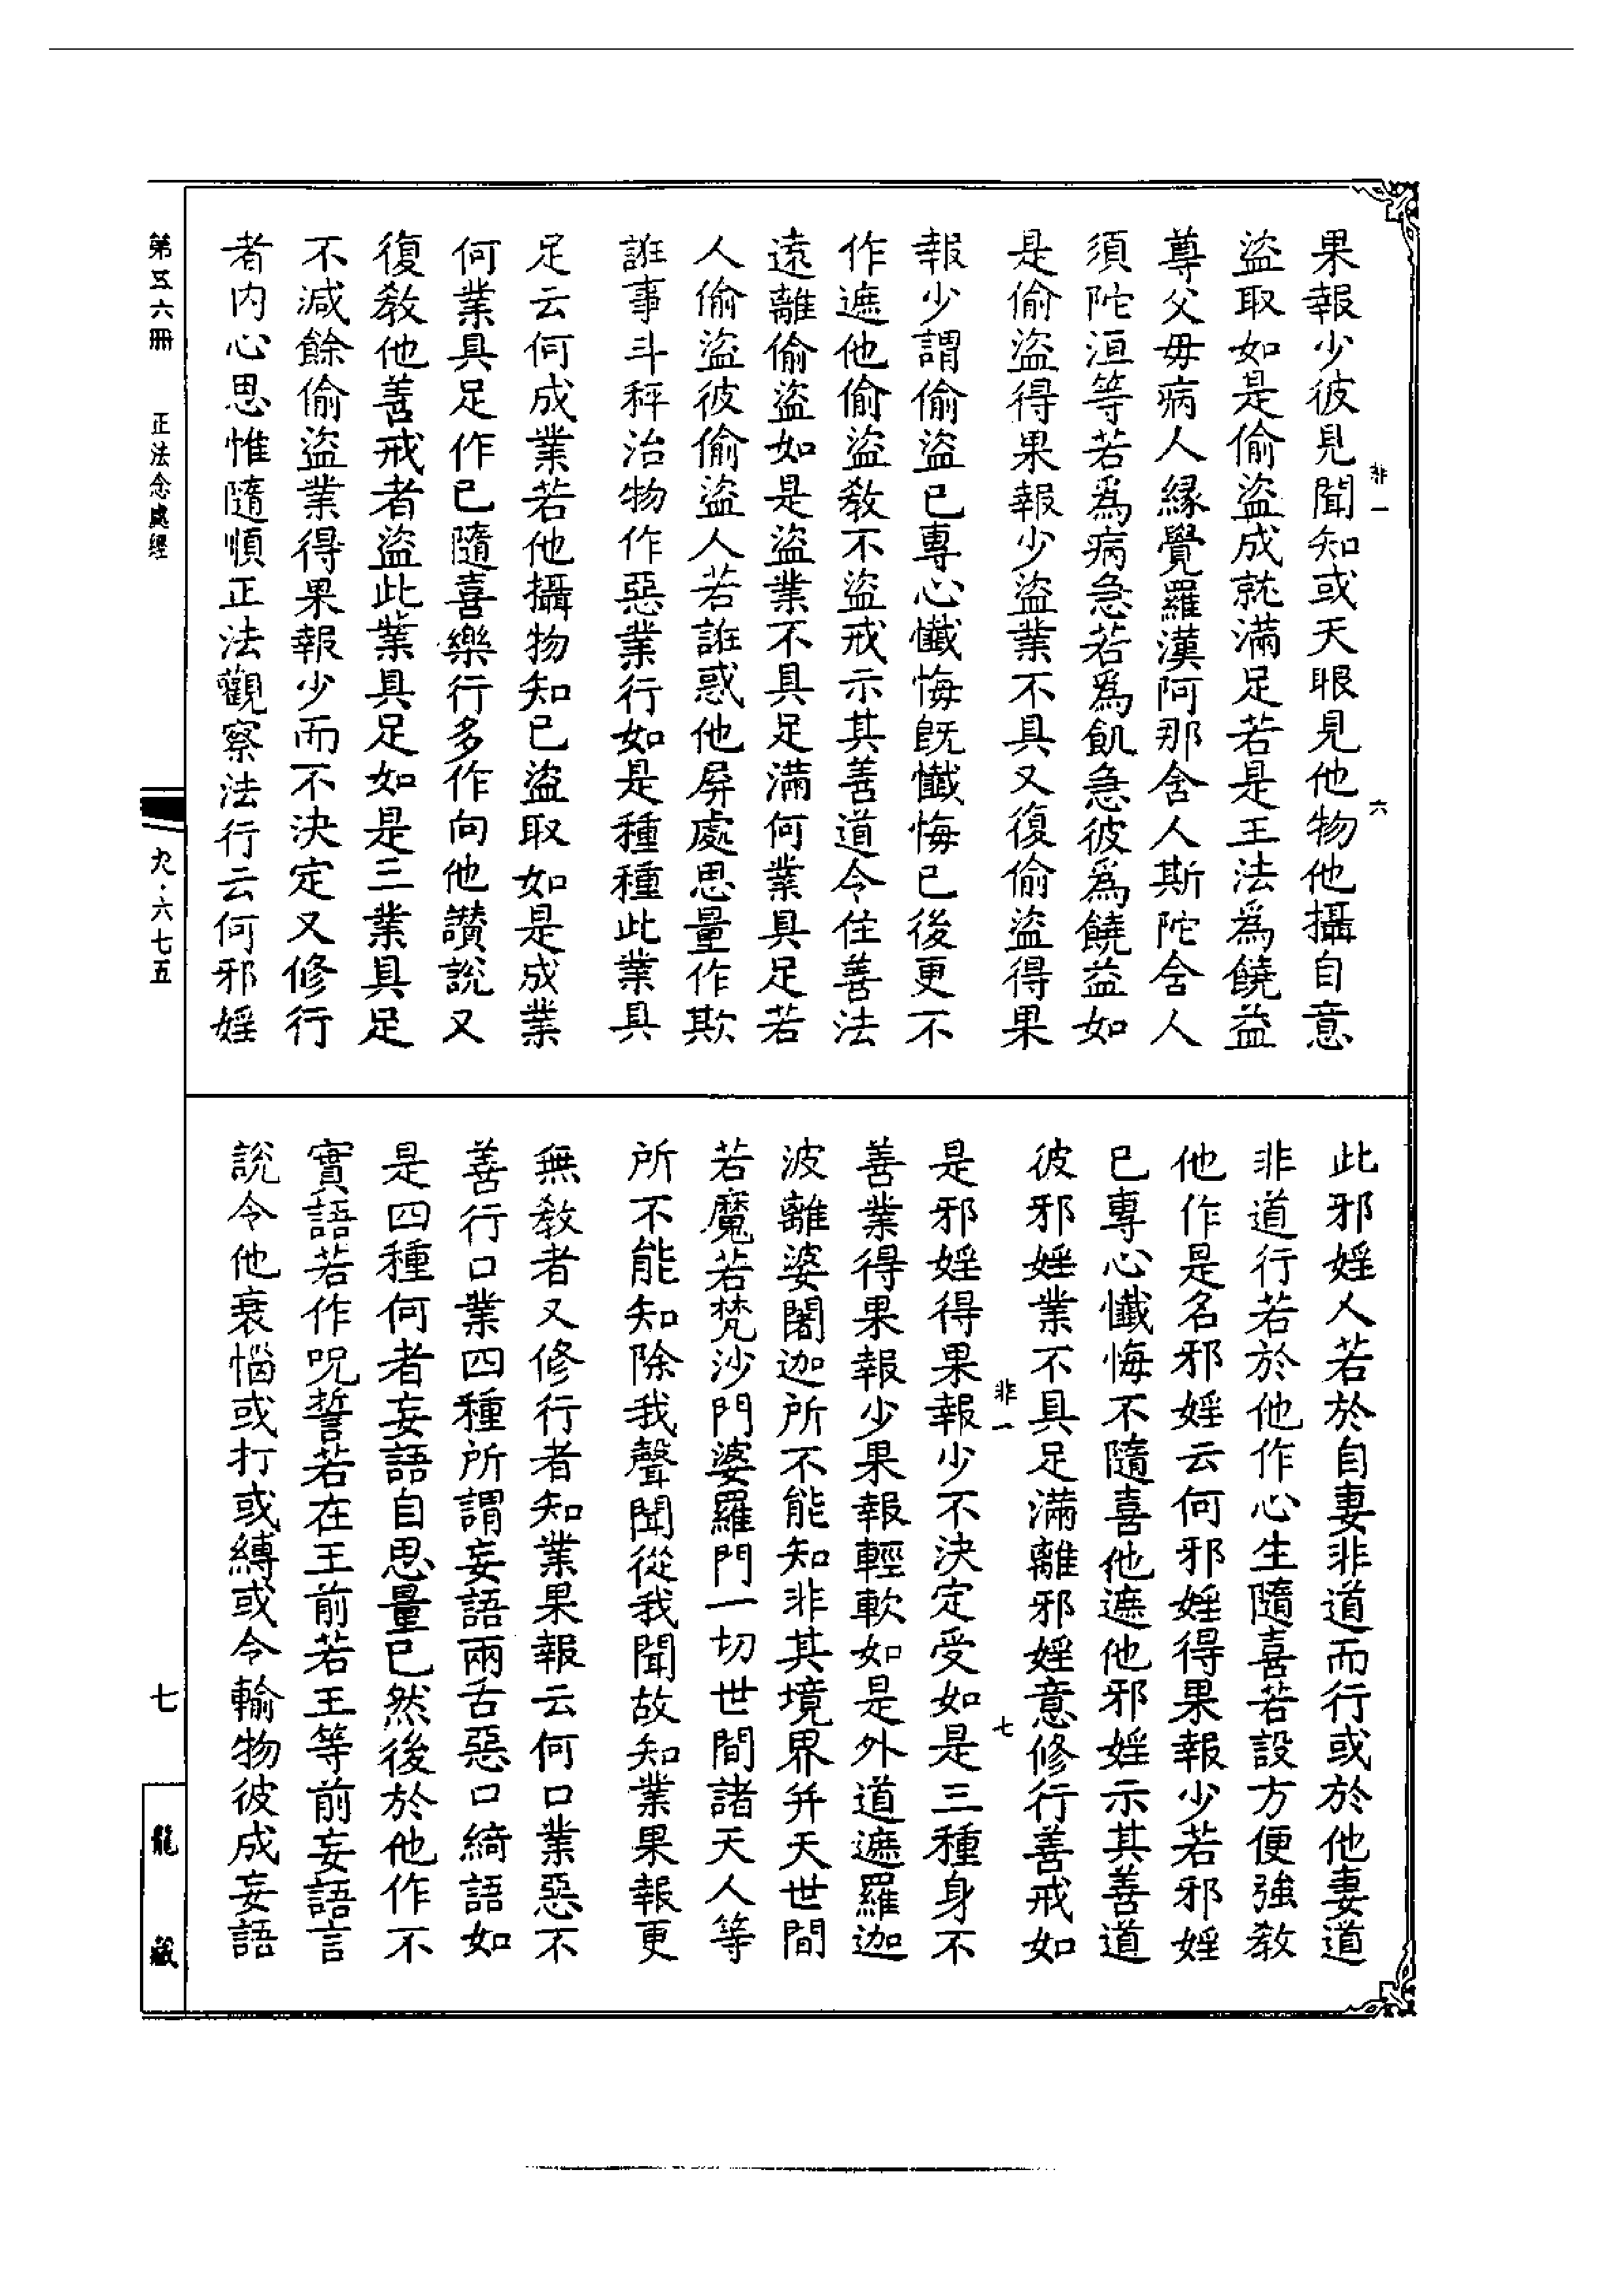 果報少彼見聞知或天眼見他物他攝自意
盜取如是偷盜成就滿足若是王法爲饒益
尊父母病人緣覺羅漢阿那含人斯陀含人
須陀洹等若爲病急若爲飢急彼爲饒益如
是偷盜得果報少盜業不具又復偷盜得果
報少謂偷盜已專心懺悔旣懺悔已後更不
作遮他偷盜敎不盜戒示其善道令住善法
遠離偷盜如是盜業不具足滿何業具足若
人偷盜彼偷盜人若誑惑他屏處思量作欺
誑事斗秤治物作惡業行如是種種此業具
足云何成業若他攝物知已盜取如是成業
何業具足作已隨喜樂行多作向他讚說又
復敎他善戒者盜此業具足如是三業具足
不減餘偷盜業得果報少而不決定又修行
者內心思惟隨順正法觀察法行云何邪婬
非一
六
此邪婬人若於自妻非道而行或於他妻道
非道行若於他作心生隨喜若設方便強敎
他作是名邪婬云何邪婬得果報少若邪婬
已專心懺悔不隨喜他遮他邪婬示其善道
彼邪婬業不具足滿離邪婬意修行善戒如
是邪婬得果報少不決定受如是三種身不
善業得果報少果報輕軟如是外道遮羅迦
波離婆闍迦所不能知非其境界幷天世間
若魔若梵沙門婆羅門一切世間諸天人等
所不能知除我聲聞從我聞故知業果報更
無敎者又修行者知業果報云何口業惡不
善行口業四種所謂妄語兩舌惡口綺語如
是四種何者妄語自思量已然後於他作不
實語若作呪誓若在王前若王等前妄語言
說令他衰惱或打或縛或令輸物彼成妄語
非一
七
第五六冊
正法念處經
九·六七五
七
龍藏